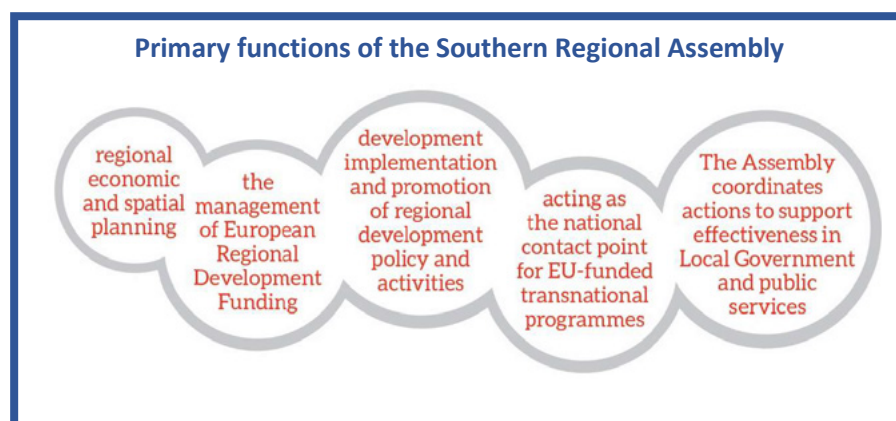 Primary functions of the Southern Regional Assembly
regional
economic
and spatial
planning
the
management
of European
Regional
Development
Funding
development
implementation
and promotion
of regional
development
policy and
activities
acting as
the national
contact point
for EU-funded
transnational
programmes
The Assembly
coordinates
actions to support
effectiveness in
Local Government
and public
services